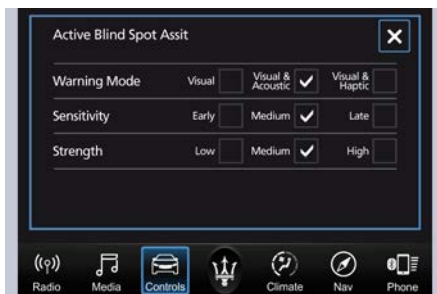 Active Blind Spot Assit
Warning Mode Visual Visual & Acoustic Visual & Haptic
Sensitivity Early Medium Late
Strength Low Medium High
Radio Media Controls Climate Nav Phone